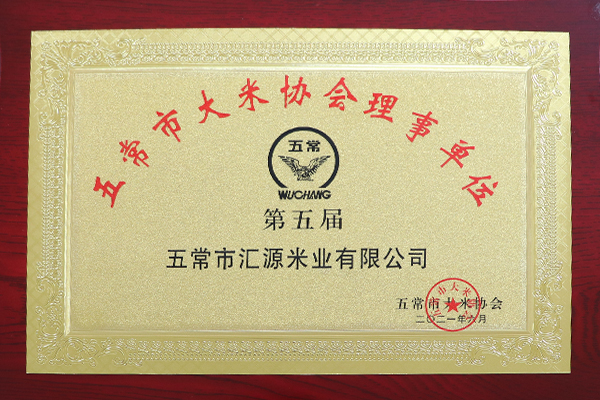 五常市大米协会理事单位
五常
WUCHANG
第五届
五常市汇源米业有限公司
五常市大米协会
二〇二一年六月